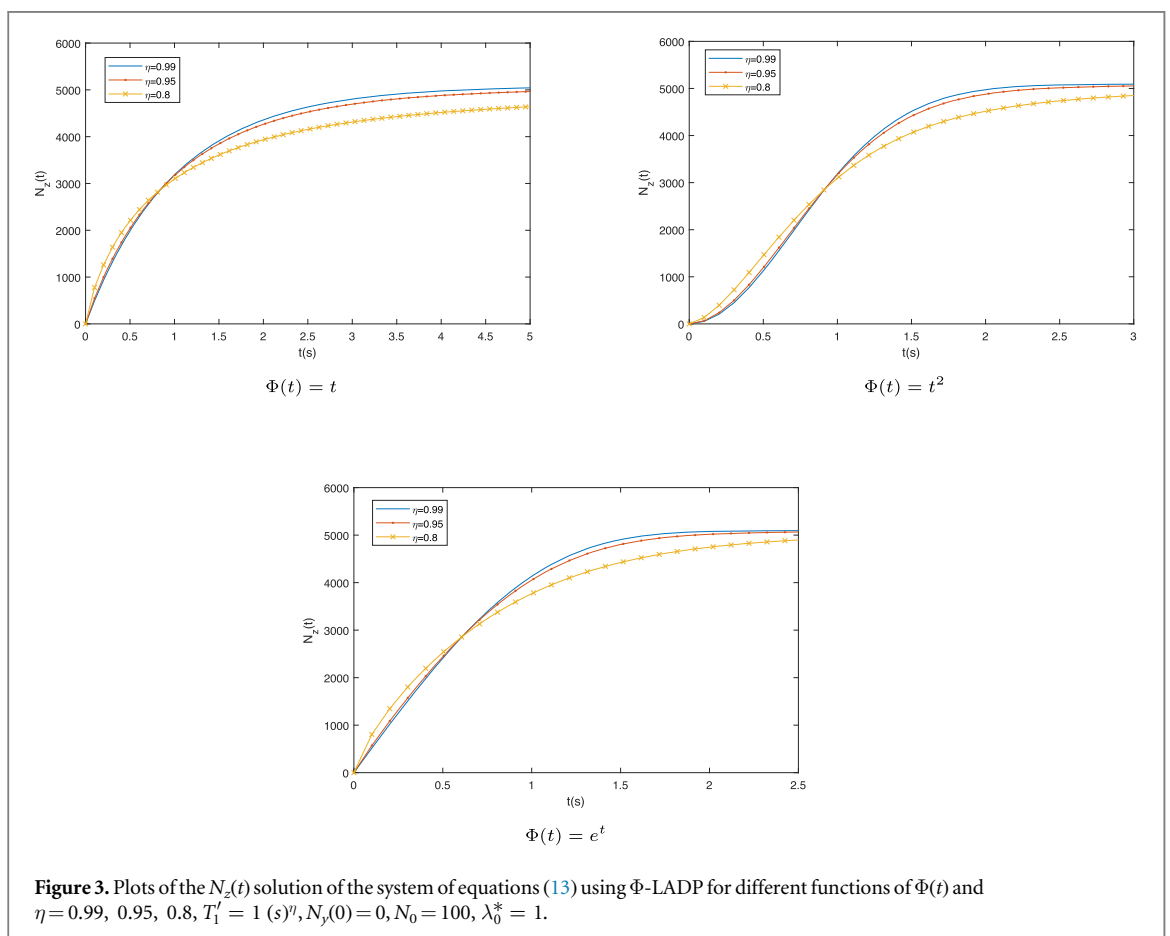 6000
5000
4000
3000
2000
1000
0
N_z(t)
η=0.99
η=0.95
η=0.8
0 0.5 1 1.5 2 2.5 3 3.5 4 4.5 5
t(s)
Φ(t) = t
6000
5000
4000
3000
2000
1000
0
N_z(t)
η=0.99
η=0.95
η=0.8
0 0.5 1 1.5 2 2.5 3
t(s)
Φ(t) = t²
6000
5000
4000
3000
2000
1000
0
N_z(t)
η=0.99
η=0.95
η=0.8
0 0.5 1 1.5 2 2.5
t(s)
Φ(t) = eᵗ
Figure 3. Plots of the N_z(t) solution of the system of equations (13) using Φ-LADP for different functions of Φ(t) and
η = 0.99, 0.95, 0.8, T₁′ = 1 (s)^η, N_y(0) = 0, N₀ = 100, λ₀* = 1.